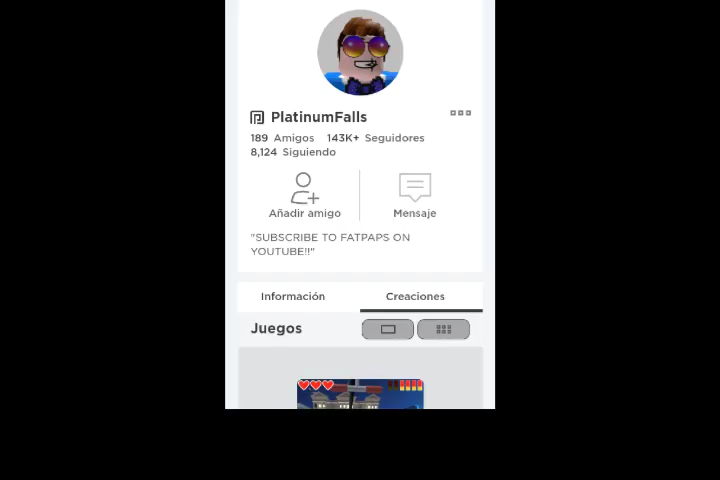 PlatinumFalls
189 Amigos 143K+ Seguidores
8,124 Siguiendo
Añadir amigo Mensaje
"SUBSCRIBE TO FATPAPS ON
YOUTUBE!!"
Información Creaciones
Juegos